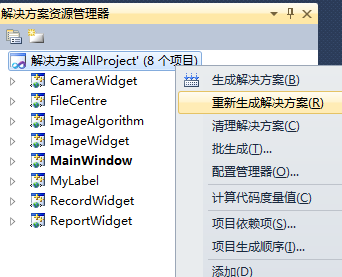 解决方案资源管理器
解决方案'AllProject' (8 个项目)
CameraWidget
FileCentre
ImageAlgorithm
ImageWidget
MainWindow
MyLabel
RecordWidget
ReportWidget
生成解决方案(B)
重新生成解决方案(R)
清理解决方案(C)
批生成(T)...
配置管理器(O)...
计算代码度量值(C)
项目依赖项(S)...
项目生成顺序(I)...
添加(D)